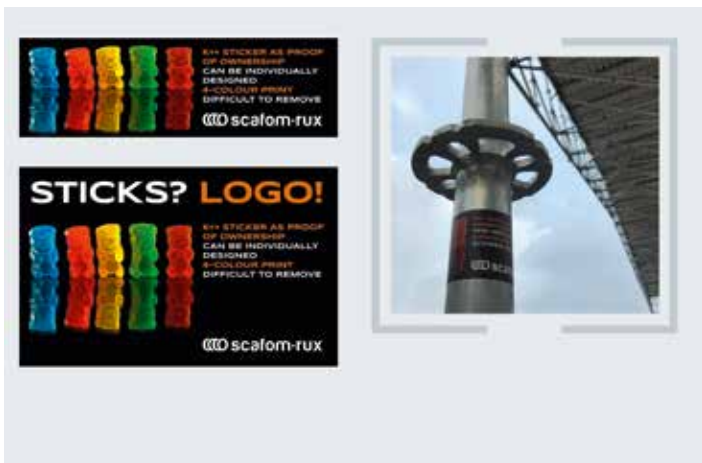 K++ STICKER AS PROOF
OF OWNERSHIP
CAN BE INDIVIDUALLY
DESIGNED
4-COLOUR PRINT
DIFFICULT TO REMOVE
scafom-rux
STICKS? LOGO!
K++ STICKER AS PROOF
OF OWNERSHIP
CAN BE INDIVIDUALLY
DESIGNED
4-COLOUR PRINT
DIFFICULT TO REMOVE
scafom-rux